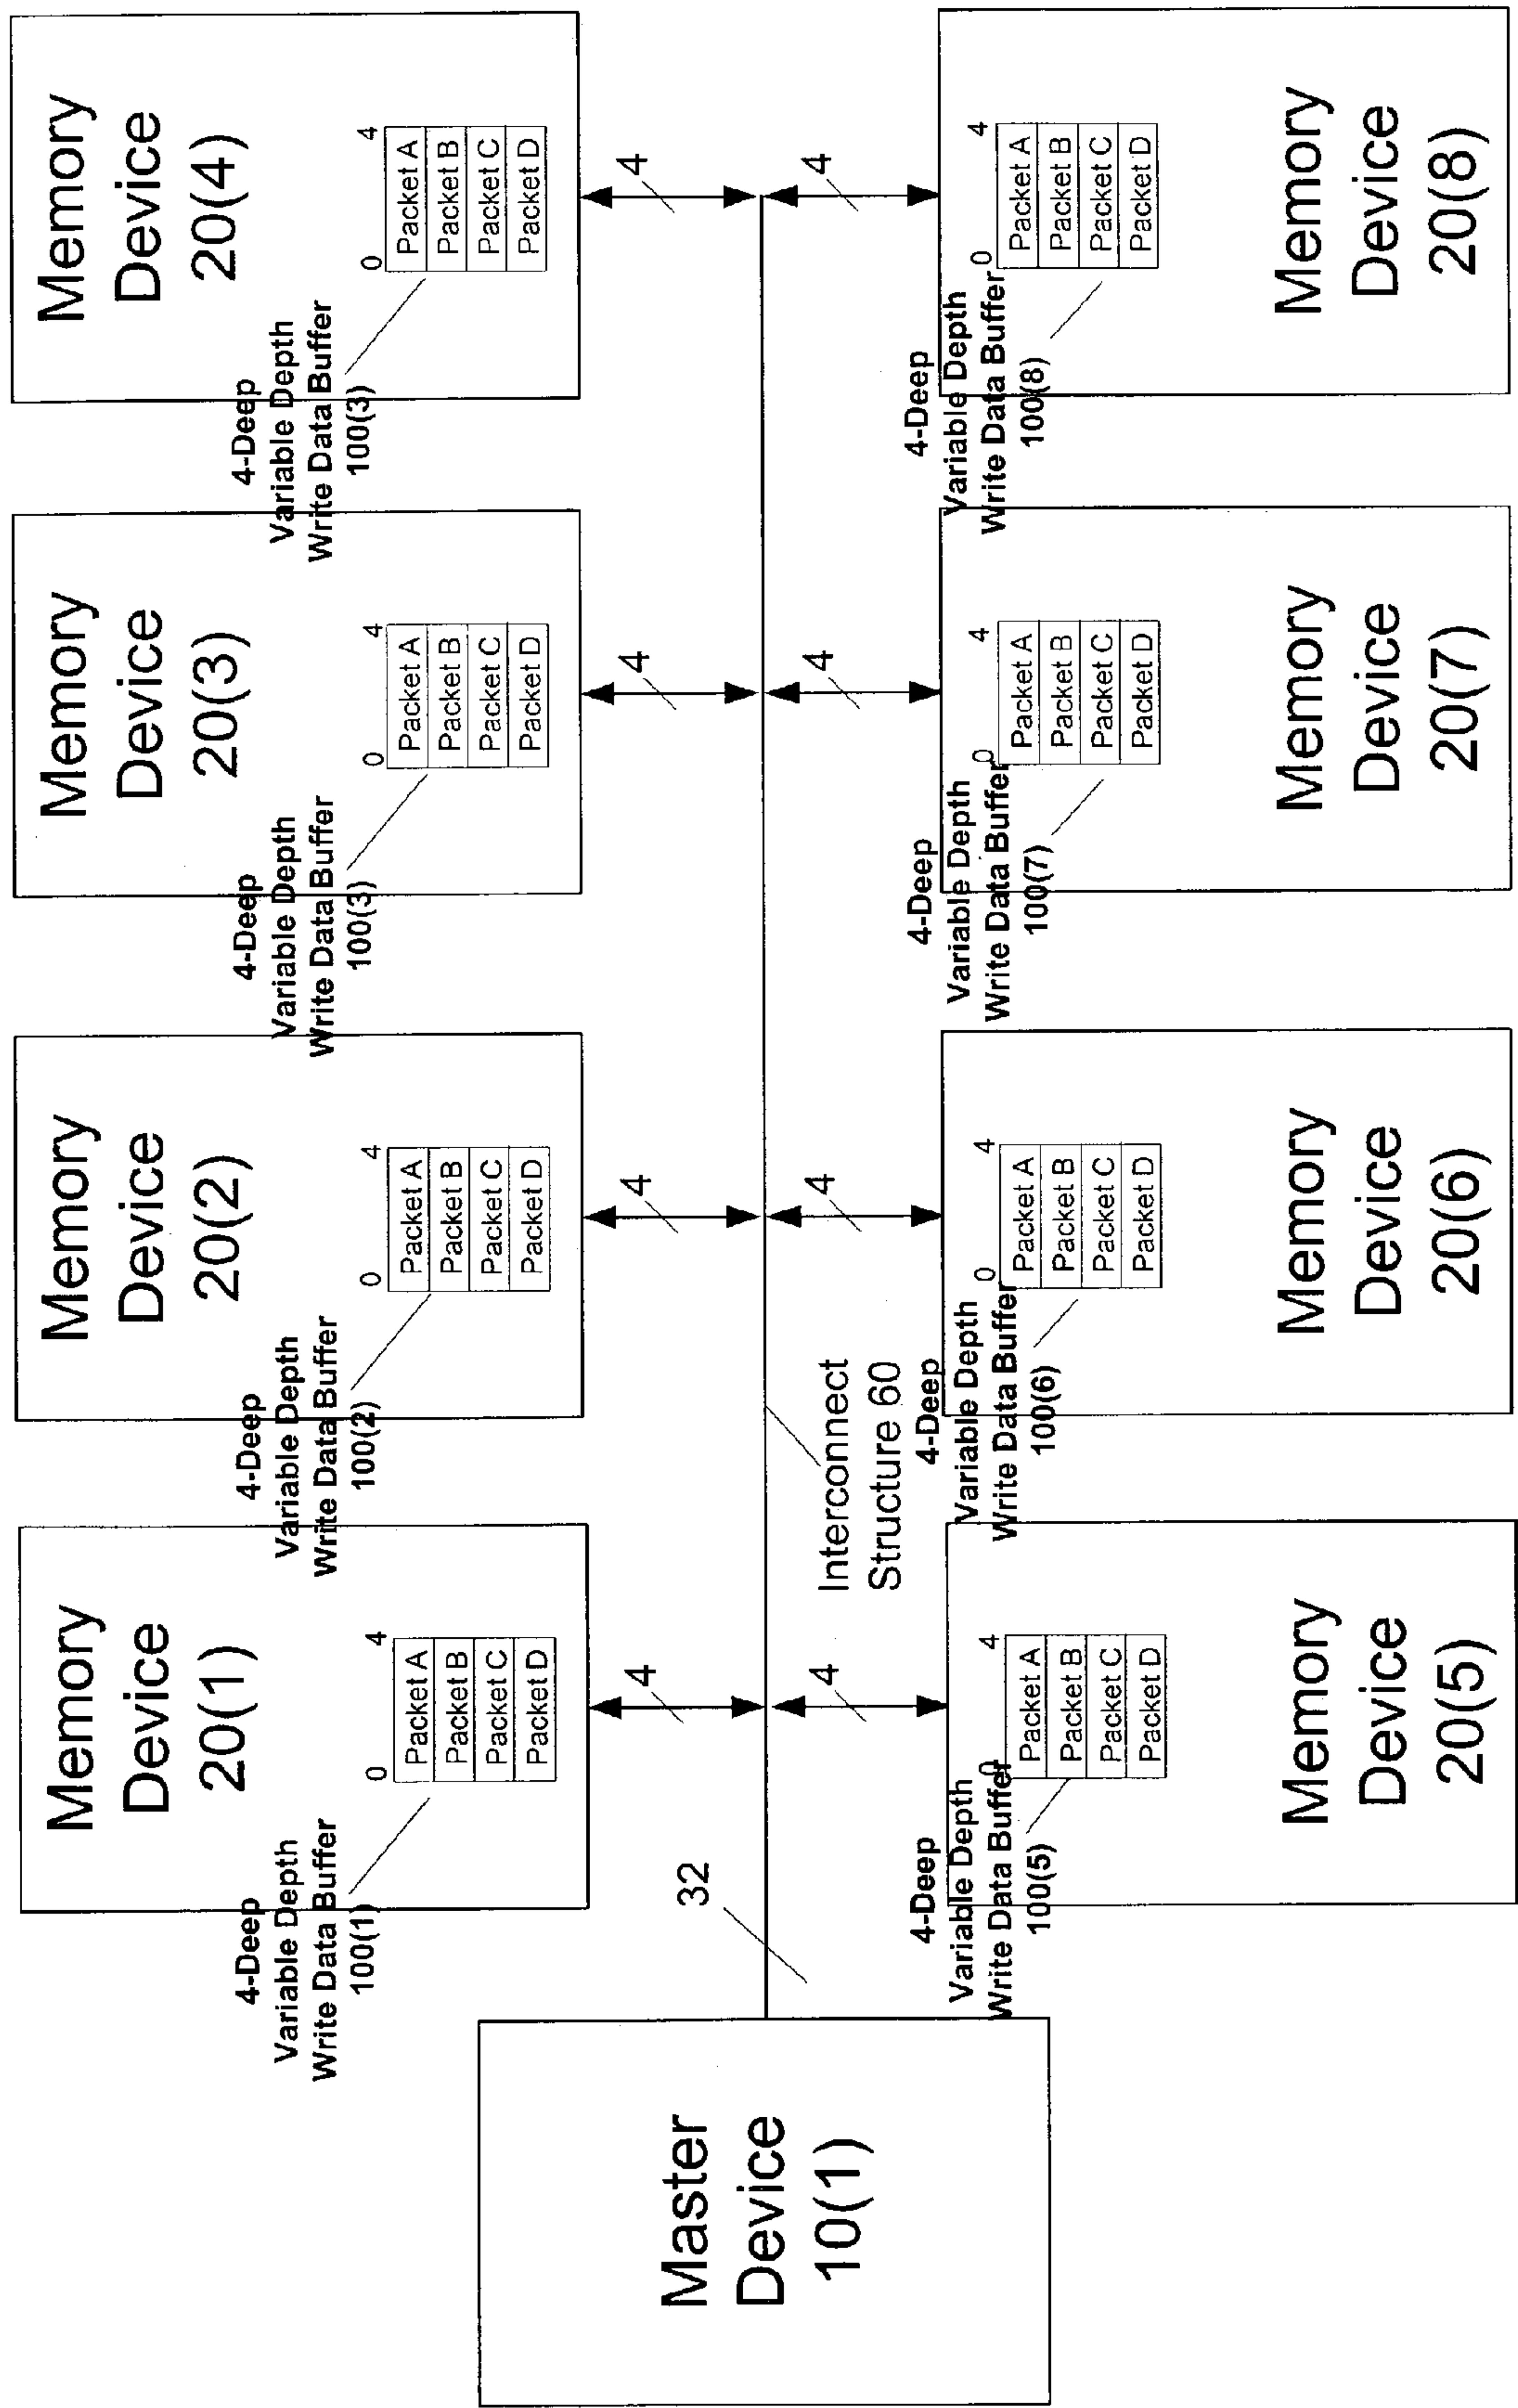 Memory
Device
20(1)
4-Deep
Variable Depth
Write Data Buffer
100(1)
0
4
Packet A
Packet B
Packet C
Packet D
4
Memory
Device
20(2)
4-Deep
Variable Depth
Write Data Buffer
100(2)
0
4
Packet A
Packet B
Packet C
Packet D
4
Memory
Device
20(3)
4-Deep
Variable Depth
Write Data Buffer
100(3)
0
4
Packet A
Packet B
Packet C
Packet D
4
Memory
Device
20(4)
4-Deep
Variable Depth
Write Data Buffer
100(3)
0
4
Packet A
Packet B
Packet C
Packet D
4
Master
Device
10(1)
32
Interconnect
Structure 60
4
4-Deep
Variable Depth
Write Data Buffer
100(5)
0
4
Packet A
Packet B
Packet C
Packet D
Memory
Device
20(5)
4
4-Deep
Variable Depth
Write Data Buffer
100(6)
0
4
Packet A
Packet B
Packet C
Packet D
Memory
Device
20(6)
4
4-Deep
Variable Depth
Write Data Buffer
100(7)
0
4
Packet A
Packet B
Packet C
Packet D
Memory
Device
20(7)
4
4-Deep
Variable Depth
Write Data Buffer
100(8)
0
4
Packet A
Packet B
Packet C
Packet D
Memory
Device
20(8)